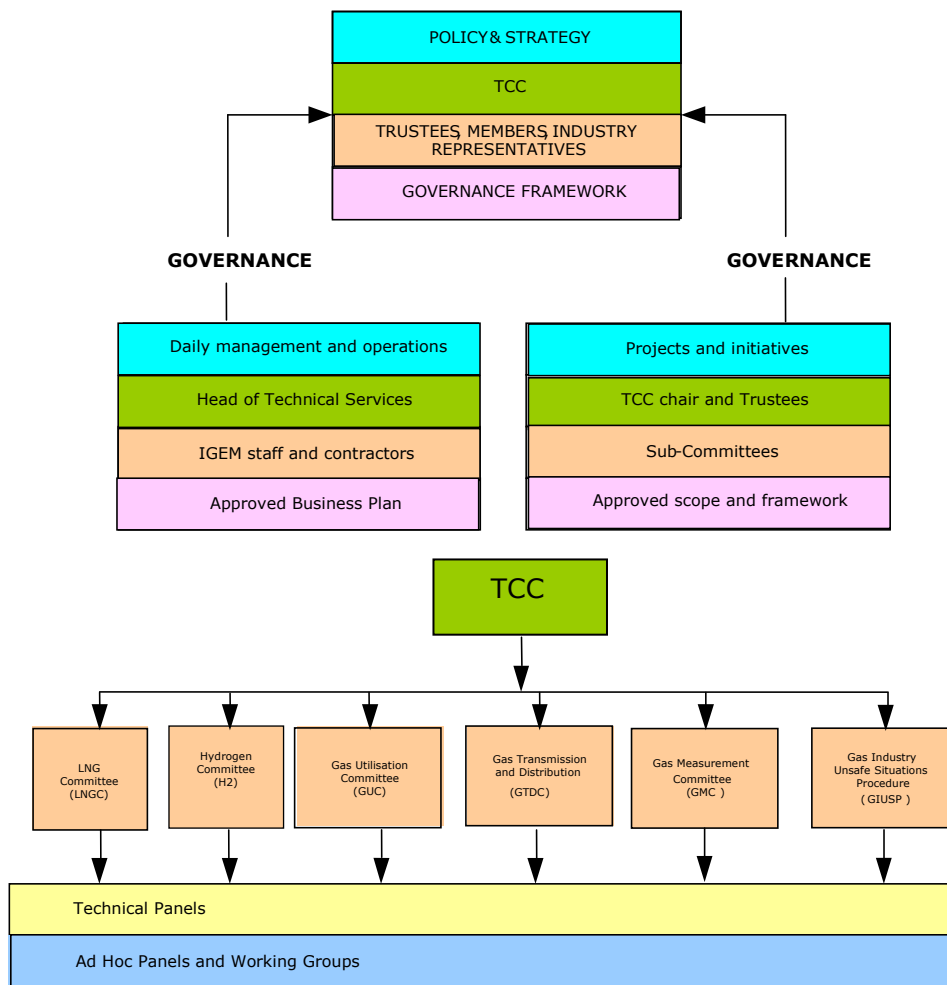 POLICY & STRATEGY
TCC
TRUSTEES, MEMBERS, INDUSTRY
REPRESENTATIVES
GOVERNANCE FRAMEWORK
GOVERNANCE
GOVERNANCE
Daily management and operations
Head of Technical Services
IGEM staff and contractors
Approved Business Plan
Projects and initiatives
TCC chair and Trustees
Sub-Committees
Approved scope and framework
TCC
LNG
Committee
(LNGC)
Hydrogen
Committee
(H2)
Gas Utilisation
Committee
(GUC)
Gas Transmission
and Distribution
(GTDC)
Gas Measurement
Committee
(GMC )
Gas Industry
Unsafe Situations
Procedure
( GIUSP )
Technical Panels
Ad Hoc Panels and Working Groups